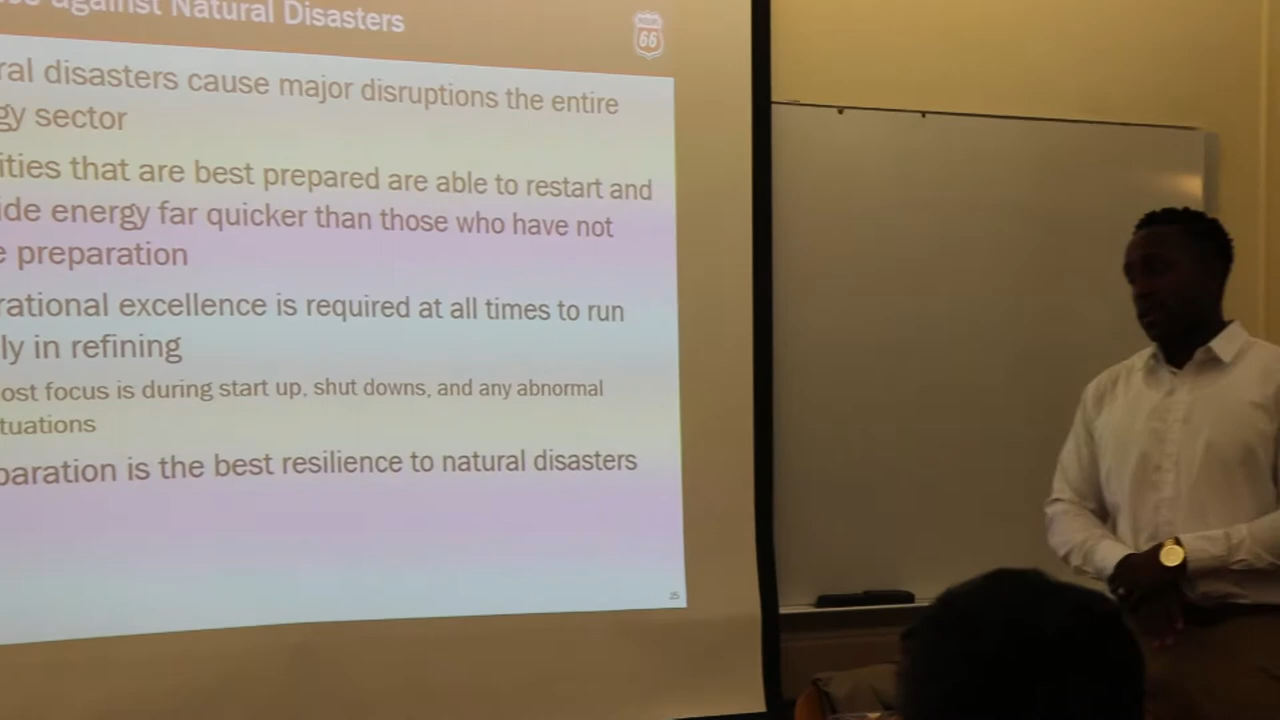 against Natural Disasters
66
ral disasters cause major disruptions the entire
gy sector
ities that are best prepared are able to restart and
ide energy far quicker than those who have not
e preparation
rational excellence is required at all times to run
ly in refining
ost focus is during start up, shut downs, and any abnormal
tuations
paration is the best resilience to natural disasters
25